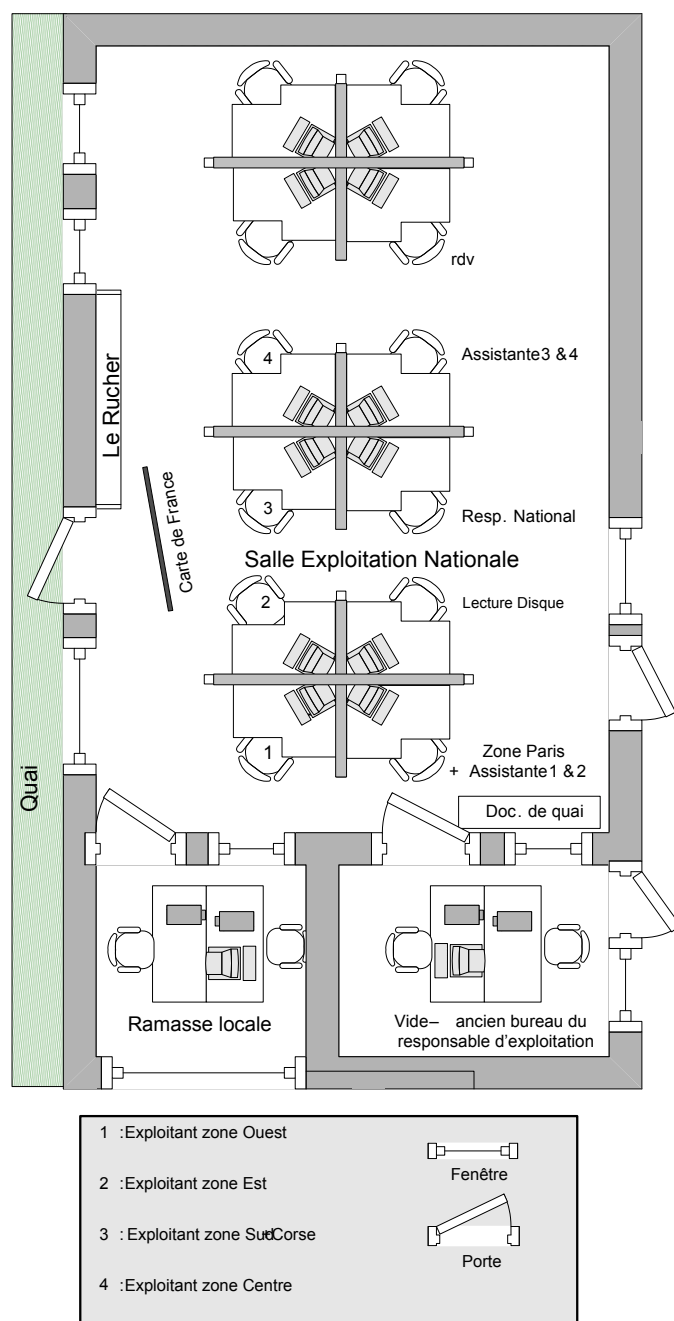 rdv
4
Assistante3 & 4
Le Rucher
Carte de France
3
Resp. National
Salle Exploitation Nationale
2
Lecture Disque
Quai
1
Zone Paris
+ Assistante1 & 2
Doc. de quai
Ramasse locale
Vide– ancien bureau du
responsable d'exploitation
1 :Exploitant zone Ouest
Fenêtre
2 :Exploitant zone Est
3 : Exploitant zone Sud+Corse
Porte
4 :Exploitant zone Centre